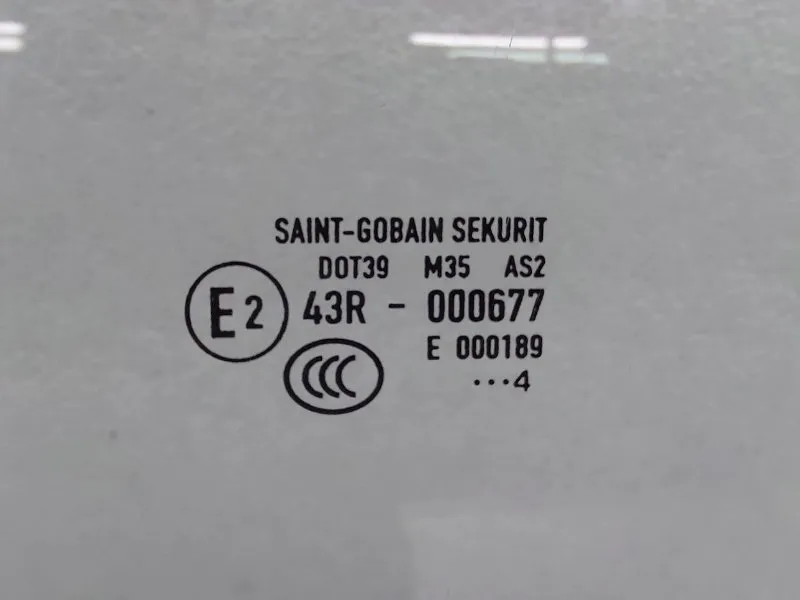 SAINT-GOBAIN SEKURIT
DOT39 M35 AS2
E2 43R - 000677
E 000189
CCC
···4